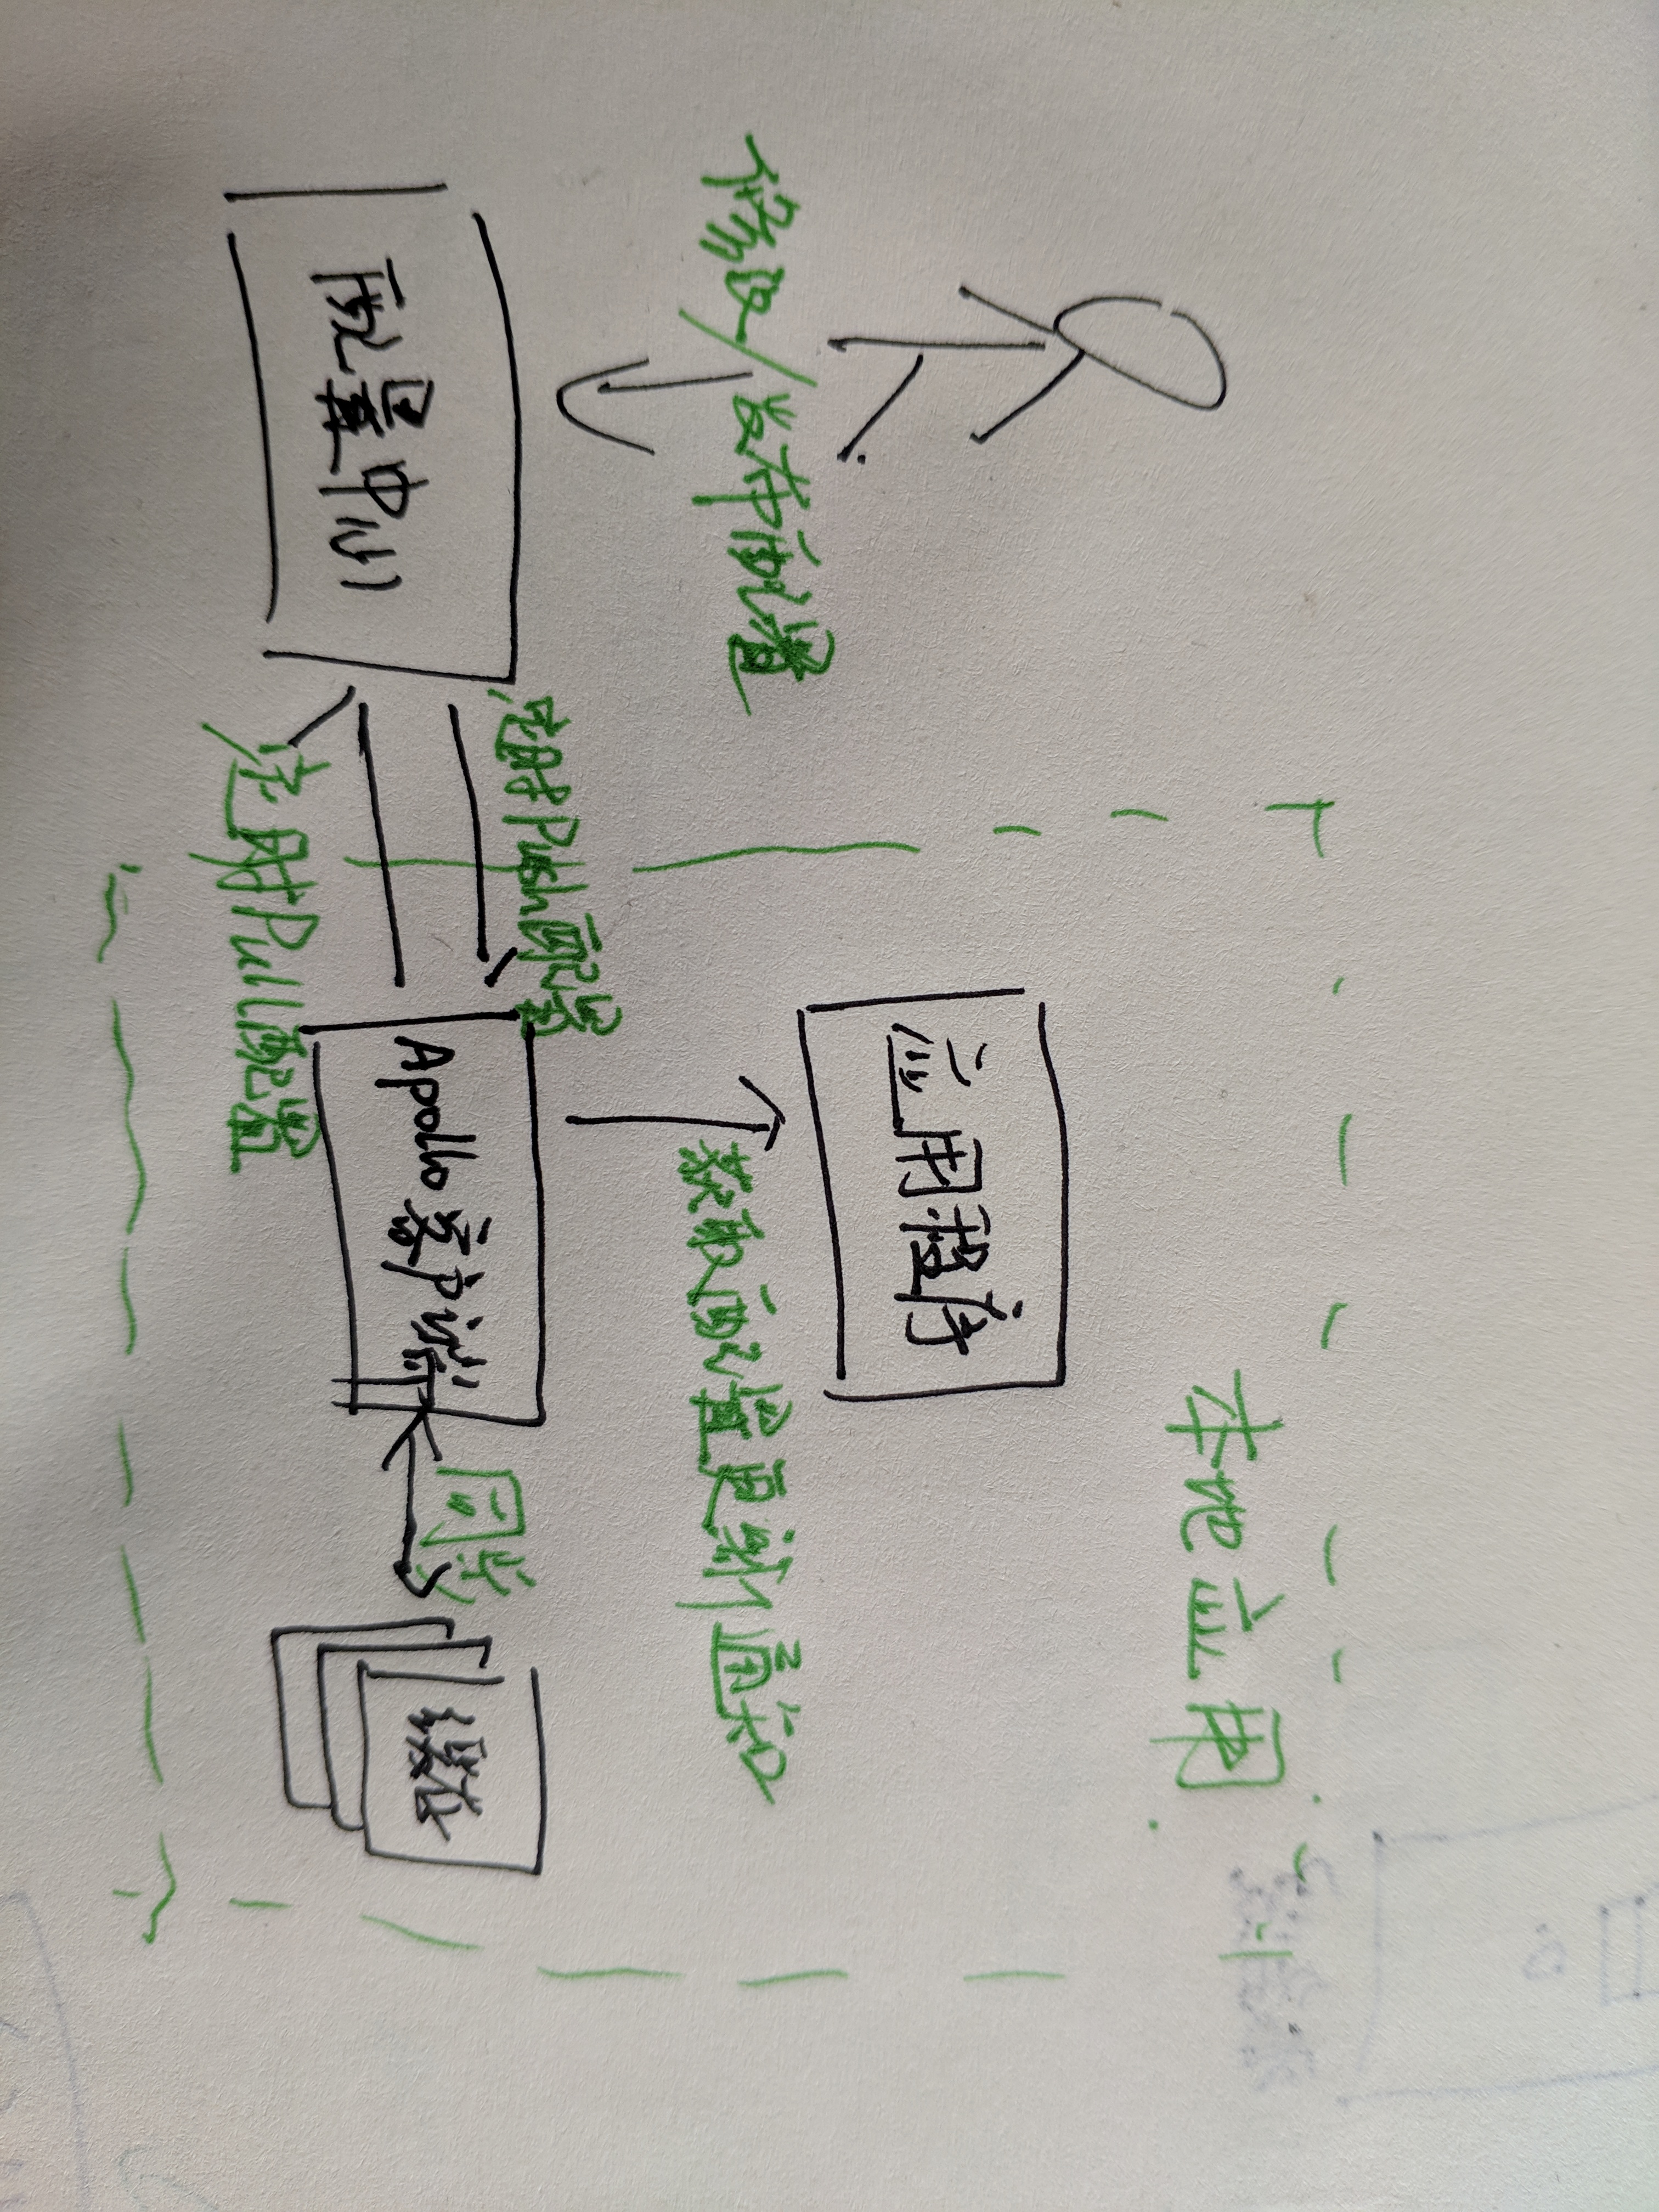 本地应用
修改/发布配置
应用程序
获取配置更新通知
定时Push配置
配置中心
Apollo客户端
同步
缓存
定时Pull配置